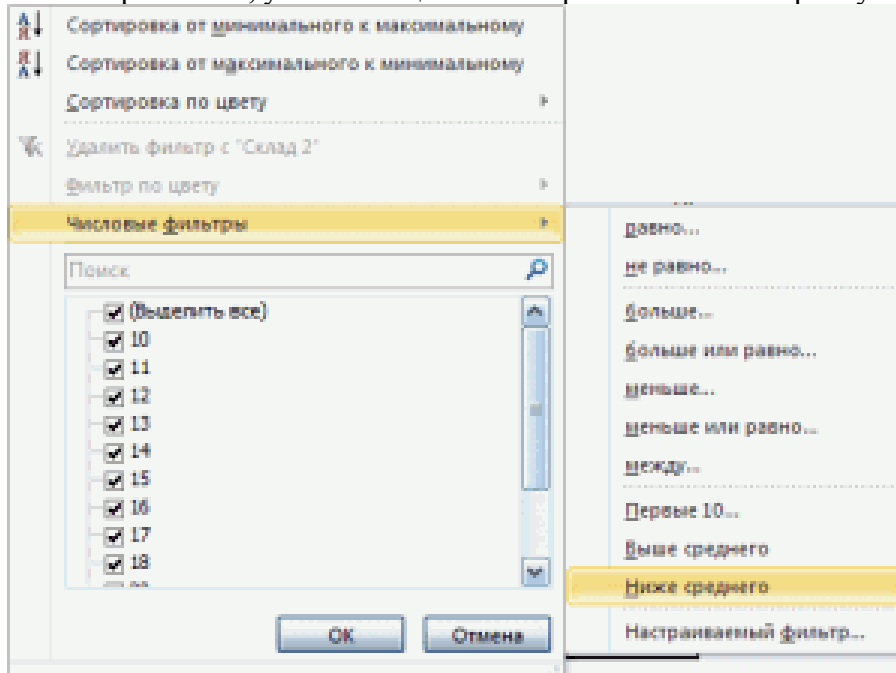 Сортировка от минимального к максимальному
Сортировка от максимального к минимальному
Сортировка по цвету
Удалить фильтр с "Склад 2"
Фильтр по цвету
Числовые фильтры
Поиск
(Выделить все)
10
11
12
13
14
15
16
17
18
ОК
Отмена
равно...
не равно...
больше...
больше или равно...
меньше...
меньше или равно...
между...
Первые 10...
Выше среднего
Ниже среднего
Настраиваемый фильтр...